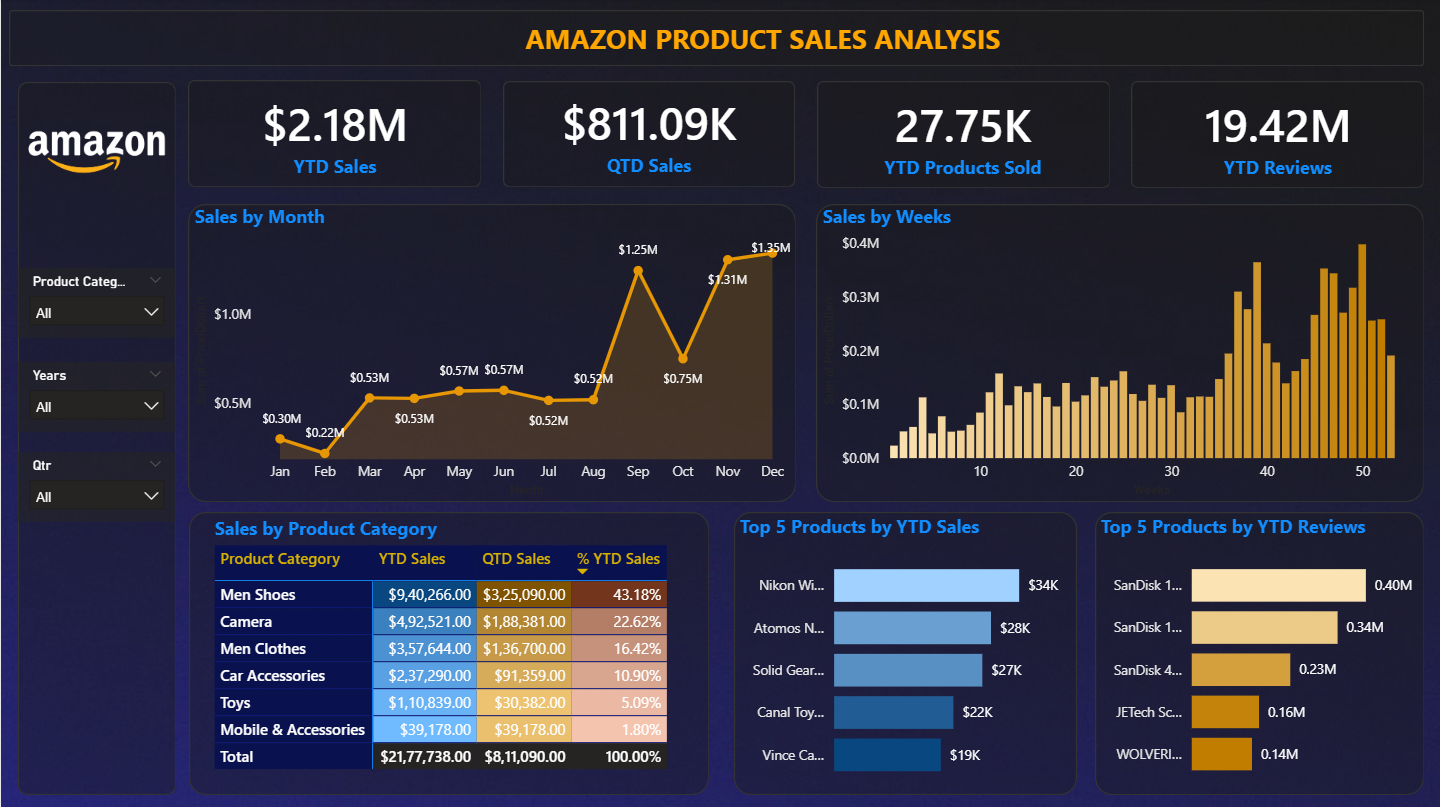 AMAZON PRODUCT SALES ANALYSIS
amazon
$2.18M
YTD Sales
$811.09K
QTD Sales
27.75K
YTD Products Sold
19.42M
YTD Reviews
Product Categ...
All
Years
All
Qtr
All
Sales by Month
$1.0M
$0.5M
$0.30M
$0.22M
$0.53M
$0.53M
$0.57M
$0.57M
$0.52M
$0.52M
$1.25M
$0.75M
$1.31M
$1.35M
Jan Feb Mar Apr May Jun Jul Aug Sep Oct Nov Dec
Sales by Weeks
$0.4M
$0.3M
$0.2M
$0.1M
$0.0M
10 20 30 40 50
Weeks
Sales by Product Category
Product Category YTD Sales QTD Sales % YTD Sales
Men Shoes $9,40,266.00 $3,25,090.00 43.18%
Camera $4,92,521.00 $1,88,381.00 22.62%
Men Clothes $3,57,644.00 $1,36,700.00 16.42%
Car Accessories $2,37,290.00 $91,359.00 10.90%
Toys $1,10,839.00 $30,382.00 5.09%
Mobile & Accessories $39,178.00 $39,178.00 1.80%
Total $21,77,738.00 $8,11,090.00 100.00%
Top 5 Products by YTD Sales
Nikon Wi... $34K
Atomos N... $28K
Solid Gear... $27K
Canal Toy... $22K
Vince Ca... $19K
Top 5 Products by YTD Reviews
SanDisk 1... 0.40M
SanDisk 1... 0.34M
SanDisk 4... 0.23M
JETech Sc... 0.16M
WOLVERI... 0.14M